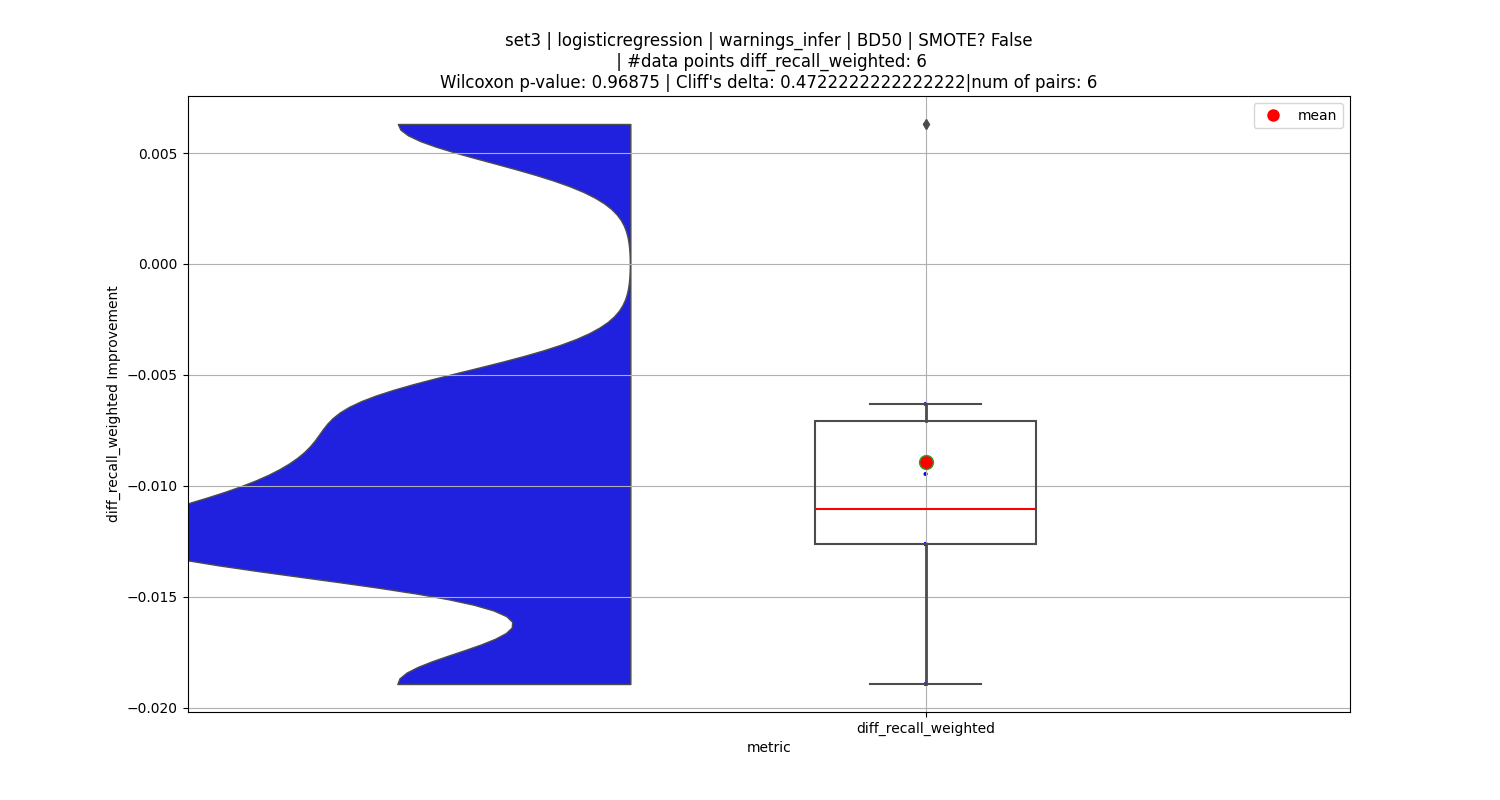 set3 | logisticregression | warnings_infer | BD50 | SMOTE? False
| #data points diff_recall_weighted: 6
Wilcoxon p-value: 0.96875 | Cliff's delta: 0.4722222222222222|num of pairs: 6
mean
0.005
0.000
−0.005
−0.010
−0.015
−0.020
diff_recall_weighted Improvement
diff_recall_weighted
metric